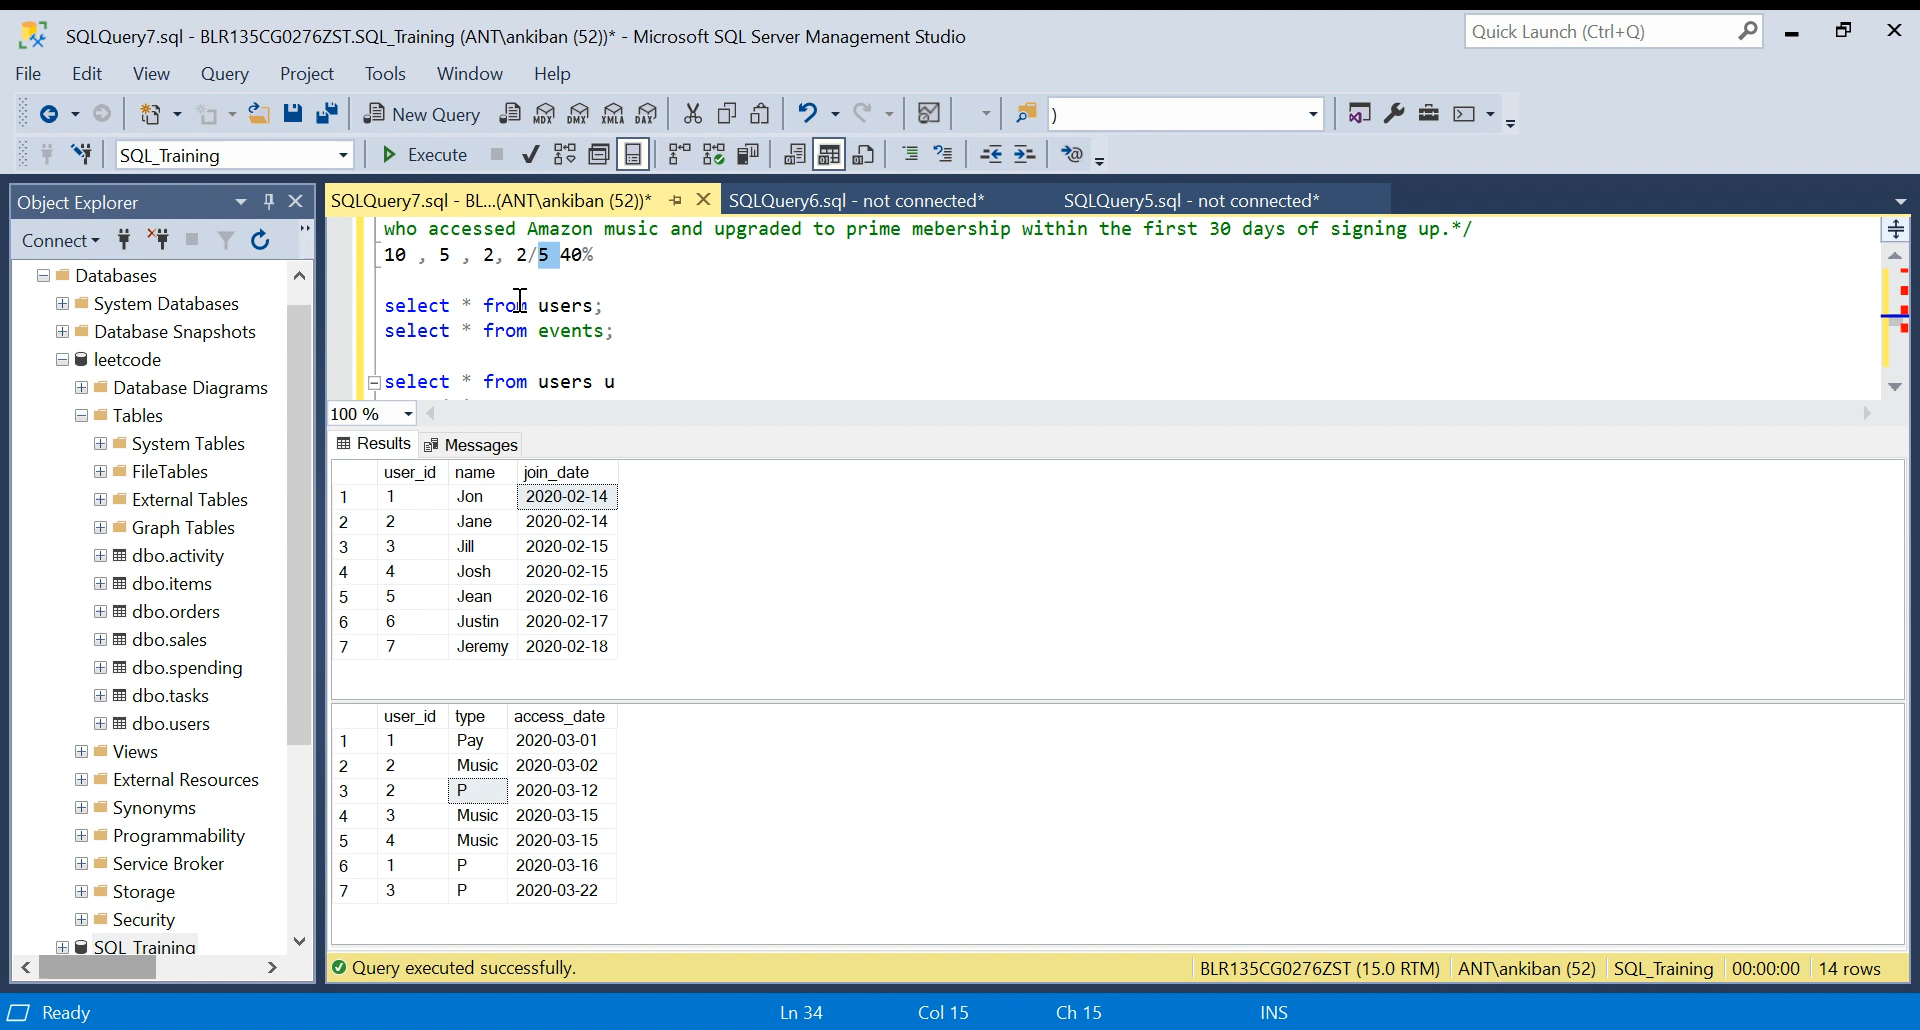 SQLQuery7.sql - BLR135CG0276ZST.SQL_Training (ANT\ankiban (52))* - Microsoft SQL Server Management Studio
Quick Launch (Ctrl+Q)
File Edit View Query Project Tools Window Help
New Query MDX DMX XMLA DAX )
SQL_Training Execute
Object Explorer
SQLQuery7.sql - BL...(ANT\ankiban (52))* SQLQuery6.sql - not connected* SQLQuery5.sql - not connected*
Connect
Databases
System Databases
Database Snapshots
leetcode
Database Diagrams
Tables
System Tables
FileTables
External Tables
Graph Tables
dbo.activity
dbo.items
dbo.orders
dbo.sales
dbo.spending
dbo.tasks
dbo.users
Views
External Resources
Synonyms
Programmability
Service Broker
Storage
Security
SQL_Training
who accessed Amazon music and upgraded to prime mebership within the first 30 days of signing up.*/
10 , 5 , 2, 2/5 40%
select * from users;
select * from events;
select * from users u
100 %
Results Messages
user_id name join_date
1 1 Jon 2020-02-14
2 2 Jane 2020-02-14
3 3 Jill 2020-02-15
4 4 Josh 2020-02-15
5 5 Jean 2020-02-16
6 6 Justin 2020-02-17
7 7 Jeremy 2020-02-18
user_id type access_date
1 1 Pay 2020-03-01
2 2 Music 2020-03-02
3 2 P 2020-03-12
4 3 Music 2020-03-15
5 4 Music 2020-03-15
6 1 P 2020-03-16
7 3 P 2020-03-22
Query executed successfully. BLR135CG0276ZST (15.0 RTM) ANT\ankiban (52) SQL_Training 00:00:00 14 rows
Ready Ln 34 Col 15 Ch 15 INS